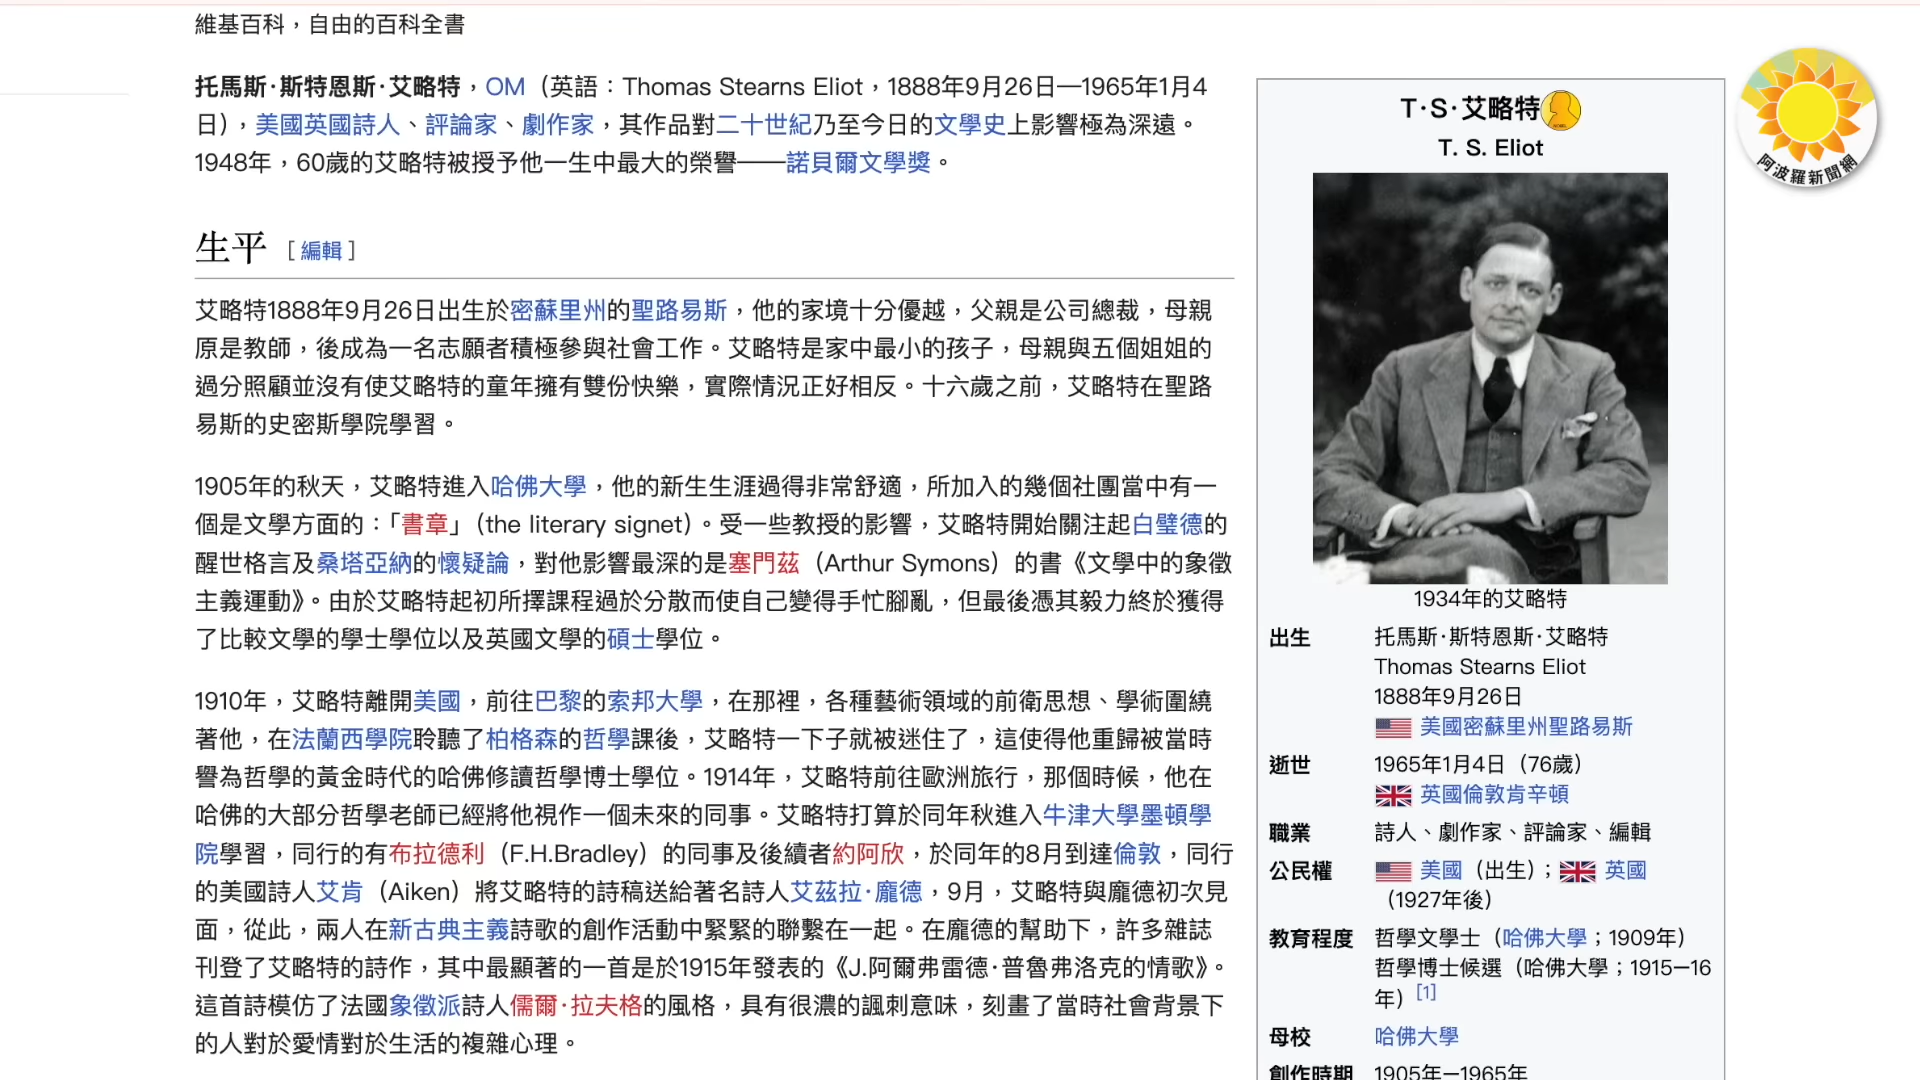 維基百科，自由的百科全書
托馬斯·斯特恩斯·艾略特，OM（英語：Thomas Stearns Eliot，1888年9月26日—1965年1月4
日），美國英國詩人、評論家、劇作家，其作品對二十世紀乃至今日的文學史上影響極為深遠。
1948年，60歲的艾略特被授予他一生中最大的榮譽——諾貝爾文學獎。
生平 [編輯]
艾略特1888年9月26日出生於密蘇里州的聖路易斯，他的家境十分優越，父親是公司總裁，母親
原是教師，後成為一名志願者積極參與社會工作。艾略特是家中最小的孩子，母親與五個姐姐的
過分照顧並沒有使艾略特的童年擁有雙份快樂，實際情況正好相反。十六歲之前，艾略特在聖路
易斯的史密斯學院學習。
1905年的秋天，艾略特進入哈佛大學，他的新生生涯過得非常舒適，所加入的幾個社團當中有一
個是文學方面的：「書章」（the literary signet）。受一些教授的影響，艾略特開始關注起白璧德的
醒世格言及桑塔亞納的懷疑論，對他影響最深的是塞門茲（Arthur Symons）的書《文學中的象徵
主義運動》。由於艾略特起初所擇課程過於分散而使自己變得手忙腳亂，但最後憑其毅力終於獲得
了比較文學的學士學位以及英國文學的碩士學位。
1910年，艾略特離開美國，前往巴黎的索邦大學，在那裡，各種藝術領域的前衛思想、學術圍繞
著他，在法蘭西學院聆聽了柏格森的哲學課後，艾略特一下子就被迷住了，這使得他重歸被當時
譽為哲學的黃金時代的哈佛修讀哲學博士學位。1914年，艾略特前往歐洲旅行，那個時候，他在
哈佛的大部分哲學老師已經將他視作一個未來的同事。艾略特打算於同年秋進入牛津大學墨頓學
院學習，同行的有布拉德利（F.H.Bradley）的同事及後續者約阿欣，於同年的8月到達倫敦，同行
的美國詩人艾肯（Aiken）將艾略特的詩稿送給著名詩人艾茲拉·龐德，9月，艾略特與龐德初次見
面，從此，兩人在新古典主義詩歌的創作活動中緊緊的聯繫在一起。在龐德的幫助下，許多雜誌
刊登了艾略特的詩作，其中最顯著的一首是於1915年發表的《J.阿爾弗雷德·普魯弗洛克的情歌》。
這首詩模仿了法國象徵派詩人儒爾·拉夫格的風格，具有很濃的諷刺意味，刻畫了當時社會背景下
的人對於愛情對於生活的複雜心理。
T·S·艾略特
T. S. Eliot
1934年的艾略特
出生 托馬斯·斯特恩斯·艾略特
Thomas Stearns Eliot
1888年9月26日
美國密蘇里州聖路易斯
逝世 1965年1月4日（76歲）
英國倫敦肯辛頓
職業 詩人、劇作家、評論家、編輯
公民權 美國（出生）；英國
（1927年後）
教育程度 哲學文學士（哈佛大學；1909年）
哲學博士候選（哈佛大學；1915—16
年）[1]
母校 哈佛大學
創作時期 1905年—1965年
阿波羅新聞網